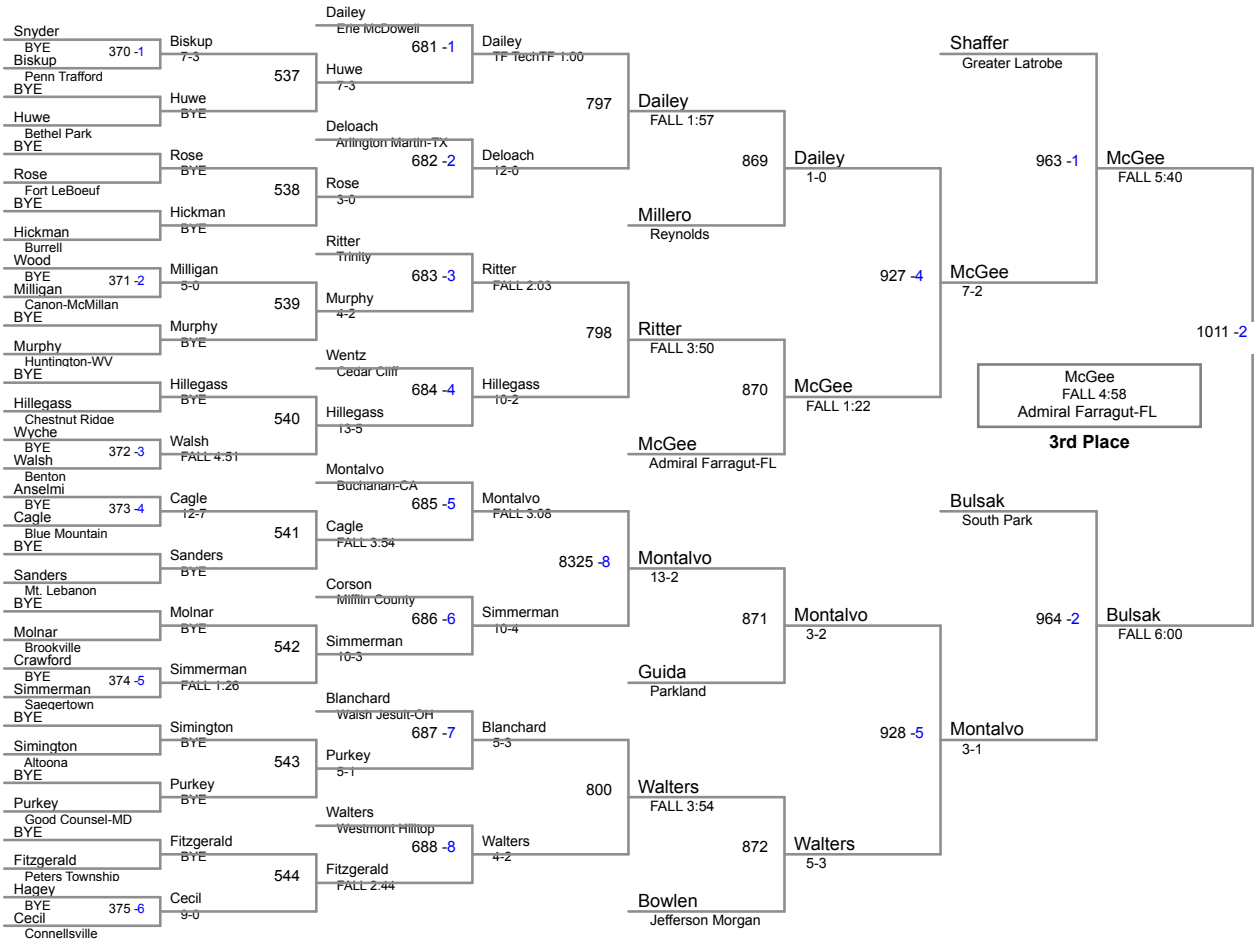 Snyder
BYE 370 -1
Biskup
Penn Trafford
BYE
Huwe
Bethel Park
BYE
Rose
Fort LeBoeuf
BYE
Hickman
Burrell
Wood
BYE 371 -2
Milligan
Canon-McMillan
BYE
Murphy
Huntington-WV
BYE
Hillegass
Chestnut Ridge
Wyche
BYE 372 -3
Walsh
Benton
Anselmi
BYE 373 -4
Cagle
Blue Mountain
BYE
Sanders
Mt. Lebanon
BYE
Molnar
Brookville
Crawford
BYE 374 -5
Simmerman
Saegertown
BYE
Simington
Altoona
BYE
Purkey
Good Counsel-MD
BYE
Fitzgerald
Peters Township
Hagey
BYE 375 -6
Cecil
Connellsville
Biskup
7-3
537
Huwe
BYE
Rose
BYE
538
Hickman
BYE
Milligan
5-0
539
Murphy
BYE
Hillegass
BYE
540
Walsh
FALL 4:51
Cagle
12-7
541
Sanders
BYE
Molnar
BYE
542
Simmerman
FALL 1:26
Simington
BYE
543
Purkey
BYE
Fitzgerald
BYE
544
Cecil
9-0
Dailey
Erie McDowell
681 -1
Huwe
7-3
Deloach
Arlington Martin-TX
682 -2
Rose
3-0
Ritter
Trinity
683 -3
Murphy
4-2
Wentz
Cedar Cliff
684 -4
Hillegass
13-5
Montalvo
Buchanan-CA
685 -5
Cagle
FALL 3:54
Corson
Mifflin County
686 -6
Simmerman
10-3
Blanchard
Walsh Jesuit-OH
687 -7
Purkey
5-1
Walters
Westmont Hilltop
688 -8
Fitzgerald
FALL 2:44
Dailey
TF TechTF 1:00
797
Deloach
12-0
Ritter
FALL 2:03
798
Hillegass
10-2
Montalvo
FALL 3:08
8325 -8
Simmerman
10-4
Blanchard
5-3
800
Walters
4-2
Dailey
FALL 1:57
869
Millero
Reynolds
Ritter
FALL 3:50
870
McGee
Admiral Farragut-FL
Montalvo
13-2
871
Guida
Parkland
Walters
FALL 3:54
872
Bowlen
Jefferson Morgan
Dailey
1-0
927 -4
McGee
FALL 1:22
Montalvo
3-2
928 -5
Walters
5-3
Shaffer
Greater Latrobe
963 -1
McGee
7-2
Bulsak
South Park
964 -2
Montalvo
3-1
McGee
FALL 5:40
1011 -2
Bulsak
FALL 6:00
McGee
FALL 4:58
Admiral Farragut-FL
3rd Place